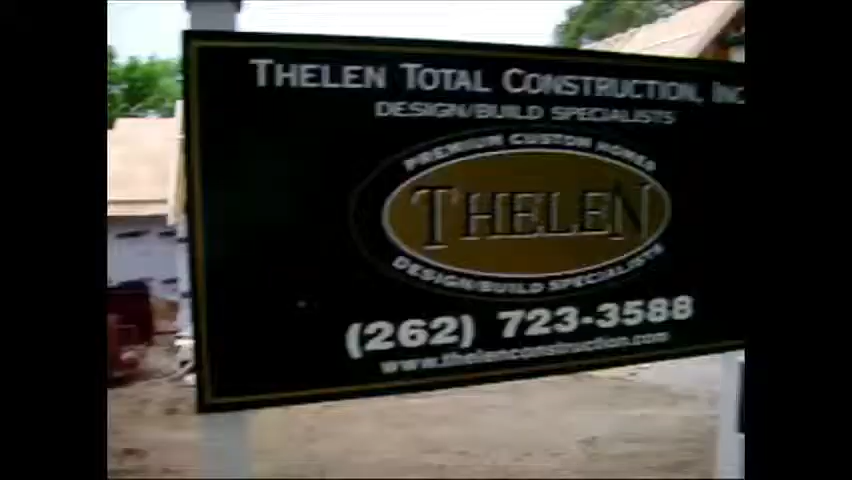 THELEN TOTAL CONSTRUCTION, INC
DESIGN/BUILD SPECIALISTS
PREMIUM CUSTOM HOMES
THELEN
DESIGN/BUILD SPECIALISTS
(262) 723-3588
www.thelenconstruction.com